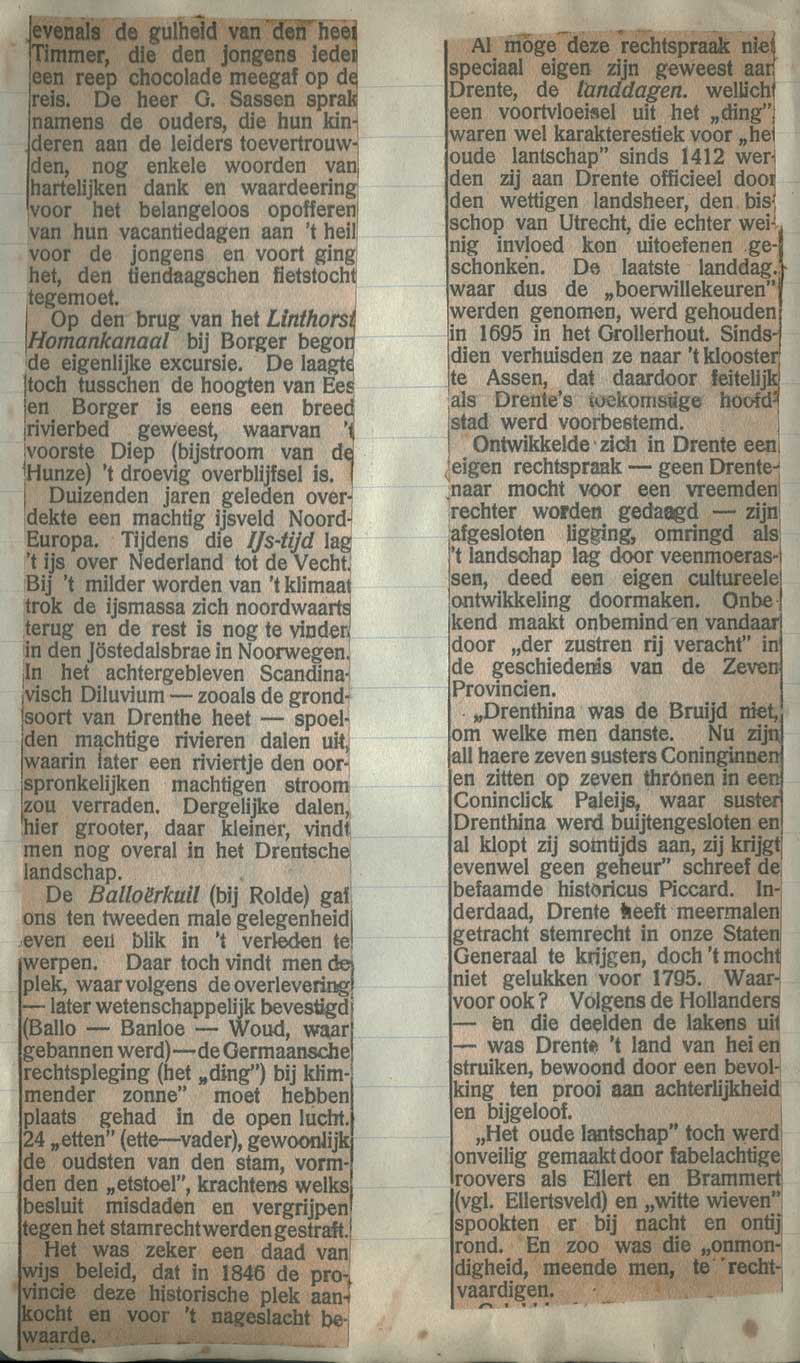 evenals de gulheid van den heer
Timmer, die den jongens ieder
een reep chocolade meegaf op de
reis. De heer G. Sassen sprak
namens de ouders, die hun kin-
deren aan de leiders toevertrouw-
den, nog enkele woorden van
hartelijken dank en waardeering
voor het belangeloos opofferen
van hun vacantiedagen aan 't heil
voor de jongens en voort ging
het, den tiendaagschen fietstocht
tegemoet.
Op den brug van het Linthorst
Homankanaal bij Borger begon
de eigenlijke excursie. De laagte
toch tusschen de hoogten van Ees
en Borger is eens een breed
rivierbed geweest, waarvan 't
voorste Diep (bijstroom van de
Hunze) 't droevig overblijfsel is.
Duizenden jaren geleden over-
dekte een machtig ijsveld Noord-
Europa. Tijdens die IJs-tijd lag
't ijs over Nederland tot de Vecht.
Bij 't milder worden van 't klimaat
trok de ijsmassa zich noordwaarts
terug en de rest is nog te vinden
in den Jöstedalsbrae in Noorwegen.
In het achtergebleven Scandina-
visch Diluvium — zooals de grond-
soort van Drenthe heet — spoel-
den machtige rivieren dalen uit,
waarin later een riviertje den oor-
spronkelijken machtigen stroom
zou verraden. Dergelijke dalen,
hier grooter, daar kleiner, vindt
men nog overal in het Drentsche
landschap.
De Balloërkuil (bij Rolde) gaf
ons ten tweeden male gelegenheid
even een blik in 't verleden te
werpen. Daar toch vindt men de
plek, waar volgens de overlevering
— later wetenschappelijk bevestigd
(Ballo — Banloe — Woud, waar
gebannen werd)—de Germaansche
rechtspleging (het „ding") bij klim-
mender zonne" moet hebben
plaats gehad in de open lucht.
24 „etten" (ette—vader), gewoonlijk
de oudsten van den stam, vorm-
den den „etstoel", krachtens welks
besluit misdaden en vergrijpen
tegen het stamrecht werden gestraft.
Het was zeker een daad van
wijs beleid, dat in 1846 de pro-
vincie deze historische plek aan-
kocht en voor 't nageslacht be-
waarde.
Al moge deze rechtspraak niet
speciaal eigen zijn geweest aan
Drente, de landdagen. wellicht
een voortvloeisel uit het „ding",
waren wel karakterestiek voor „het
oude lantschap" sinds 1412 wer-
den zij aan Drente officieel door
den wettigen landsheer, den bis-
schop van Utrecht, die echter wei-
nig invloed kon uitoefenen ge-
schonken. De laatste landdag,
waar dus de „boerwillekeuren"
werden genomen, werd gehouden
in 1695 in het Grollerhout. Sinds-
dien verhuisden ze naar 't klooster
te Assen, dat daardoor feitelijk
als Drente's toekomstige hoofd-
stad werd voorbestemd.
Ontwikkelde zich in Drente een
eigen rechtspraak — geen Drente-
naar mocht voor een vreemden
rechter worden gedaagd — zijn
afgesloten ligging, omringd als
't landschap lag door veenmoeras-
sen, deed een eigen cultureele
ontwikkeling doormaken. Onbe-
kend maakt onbemind en vandaar
door „der zustren rij veracht" in
de geschiedenis van de Zeven
Provincien.
„Drenthina was de Bruijd niet,
om welke men danste. Nu zijn
all haere zeven susters Coninginnen
en zitten op zeven thrónen in een
Coninclick Paleijs, waar suster
Drenthina werd buijtengesloten en
al klopt zij somtijds aan, zij krijgt
evenwel geen geheur" schreef de
befaamde historicus Piccard. In-
derdaad, Drente heeft meermalen
getracht stemrecht in onze Staten
Generaal te krijgen, doch 't mocht
niet gelukken voor 1795. Waar-
voor ook? Volgens de Hollanders
— èn die deelden de lakens uit
— was Drente 't land van hei en
struiken, bewoond door een bevol-
king ten prooi aan achterlijkheid
en bijgeloof.
„Het oude lantschap" toch werd
onveilig gemaakt door fabelachtige
roovers als Ellert en Brammert
(vgl. Ellertsveld) en „witte wieven"
spookten er bij nacht en ontij
rond. En zoo was die „onmon-
digheid, meende men, te recht-
vaardigen.